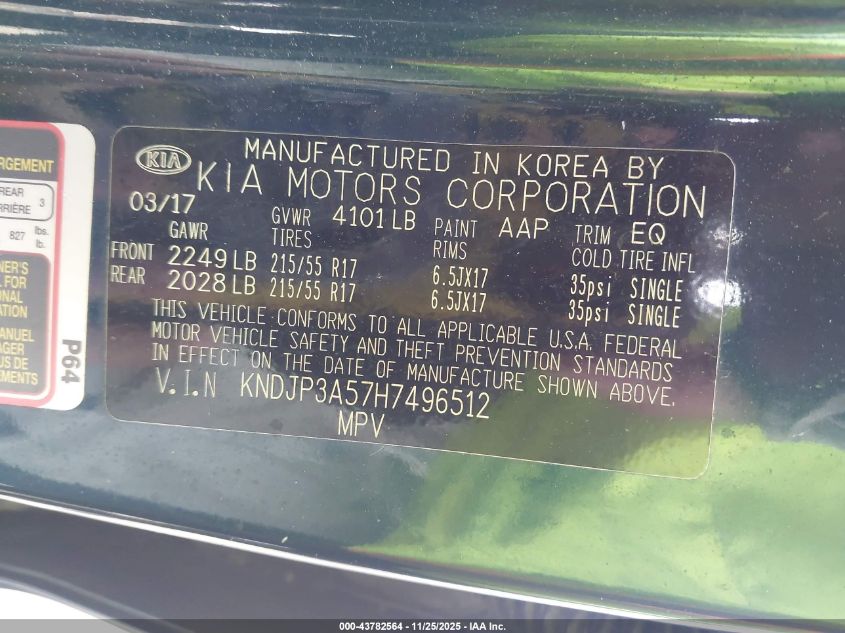 RGEMENT
REAR
RRIÈRE 3
827 lbs.
lb.
NER'S
L FOR
ONAL
ATION
MANUEL
AGER
US DE
EMENTS
P64
KIA
MANUFACTURED IN KOREA BY
KIA MOTORS CORPORATION
03/17 GVWR 4101 LB PAINT AAP TRIM EQ
GAWR TIRES RIMS COLD TIRE INFL
FRONT 2249 LB 215/55 R17 6.5JX17 35psi SINGLE
REAR 2028 LB 215/55 R17 6.5JX17 35psi SINGLE
THIS VEHICLE CONFORMS TO ALL APPLICABLE U.S.A. FEDERAL
MOTOR VEHICLE SAFETY AND THEFT PREVENTION STANDARDS
IN EFFECT ON THE DATE OF MANUFACTURE SHOWN ABOVE.
V.I.N KNDJP3A57H7496512
MPV
000-43782564 - 11/25/2025 - IAA Inc.